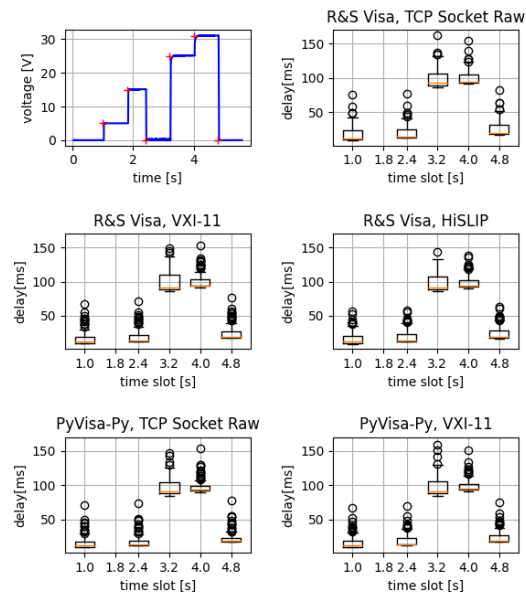 R&S Visa, TCP Socket Raw
voltage [V]
30
20
10
0
0 2 4
time [s]
delay[ms]
150
100
50
1.0 1.8 2.4 3.2 4.0 4.8
time slot [s]
R&S Visa, VXI-11
delay[ms]
150
100
50
1.0 1.8 2.4 3.2 4.0 4.8
time slot [s]
R&S Visa, HiSLIP
delay[ms]
150
100
50
1.0 1.8 2.4 3.2 4.0 4.8
time slot [s]
PyVisa-Py, TCP Socket Raw
delay[ms]
150
100
50
1.0 1.8 2.4 3.2 4.0 4.8
time slot [s]
PyVisa-Py, VXI-11
delay[ms]
150
100
50
1.0 1.8 2.4 3.2 4.0 4.8
time slot [s]